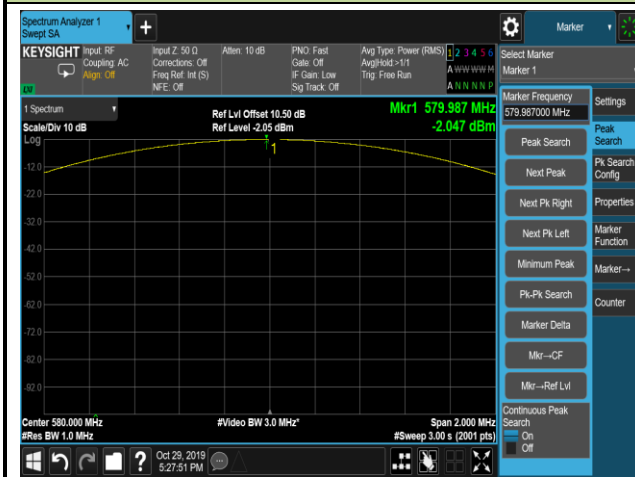 Spectrum Analyzer 1
Swept SA
+
Marker
KEYSIGHT
Input: RF
Coupling: AC
Align: Off
Input Z: 50 Ω
Corrections: Off
Freq Ref: Int (S)
NFE: Off
Atten: 10 dB
PNO: Fast
Gate: Off
IF Gain: Low
Sig Track: Off
Avg Type: Power (RMS)
Avg|Hold:>1/1
Trig: Free Run
1 2 3 4 5 6
A W W W W M
A N N N N P
Select Marker
Marker 1
1 Spectrum
Scale/Div 10 dB
Log
Ref Lvl Offset 10.50 dB
Ref Level -2.05 dBm
Mkr1 579.987 MHz
-2.047 dBm
1
-12.0
-22.0
-32.0
-42.0
-52.0
-62.0
-72.0
-82.0
-92.0
Center 580.000 MHz
#Res BW 1.0 MHz
#Video BW 3.0 MHz*
Span 2.000 MHz
#Sweep 3.00 s (2001 pts)
Marker Frequency
579.987000 MHz
Peak Search
Next Peak
Next Pk Right
Next Pk Left
Minimum Peak
Pk-Pk Search
Marker Delta
Mkr→CF
Mkr→Ref Lvl
Continuous Peak
Search
On
Off
Settings
Peak
Search
Pk Search
Config
Properties
Marker
Function
Marker→
Counter
?
Oct 29, 2019
5:27:51 PM